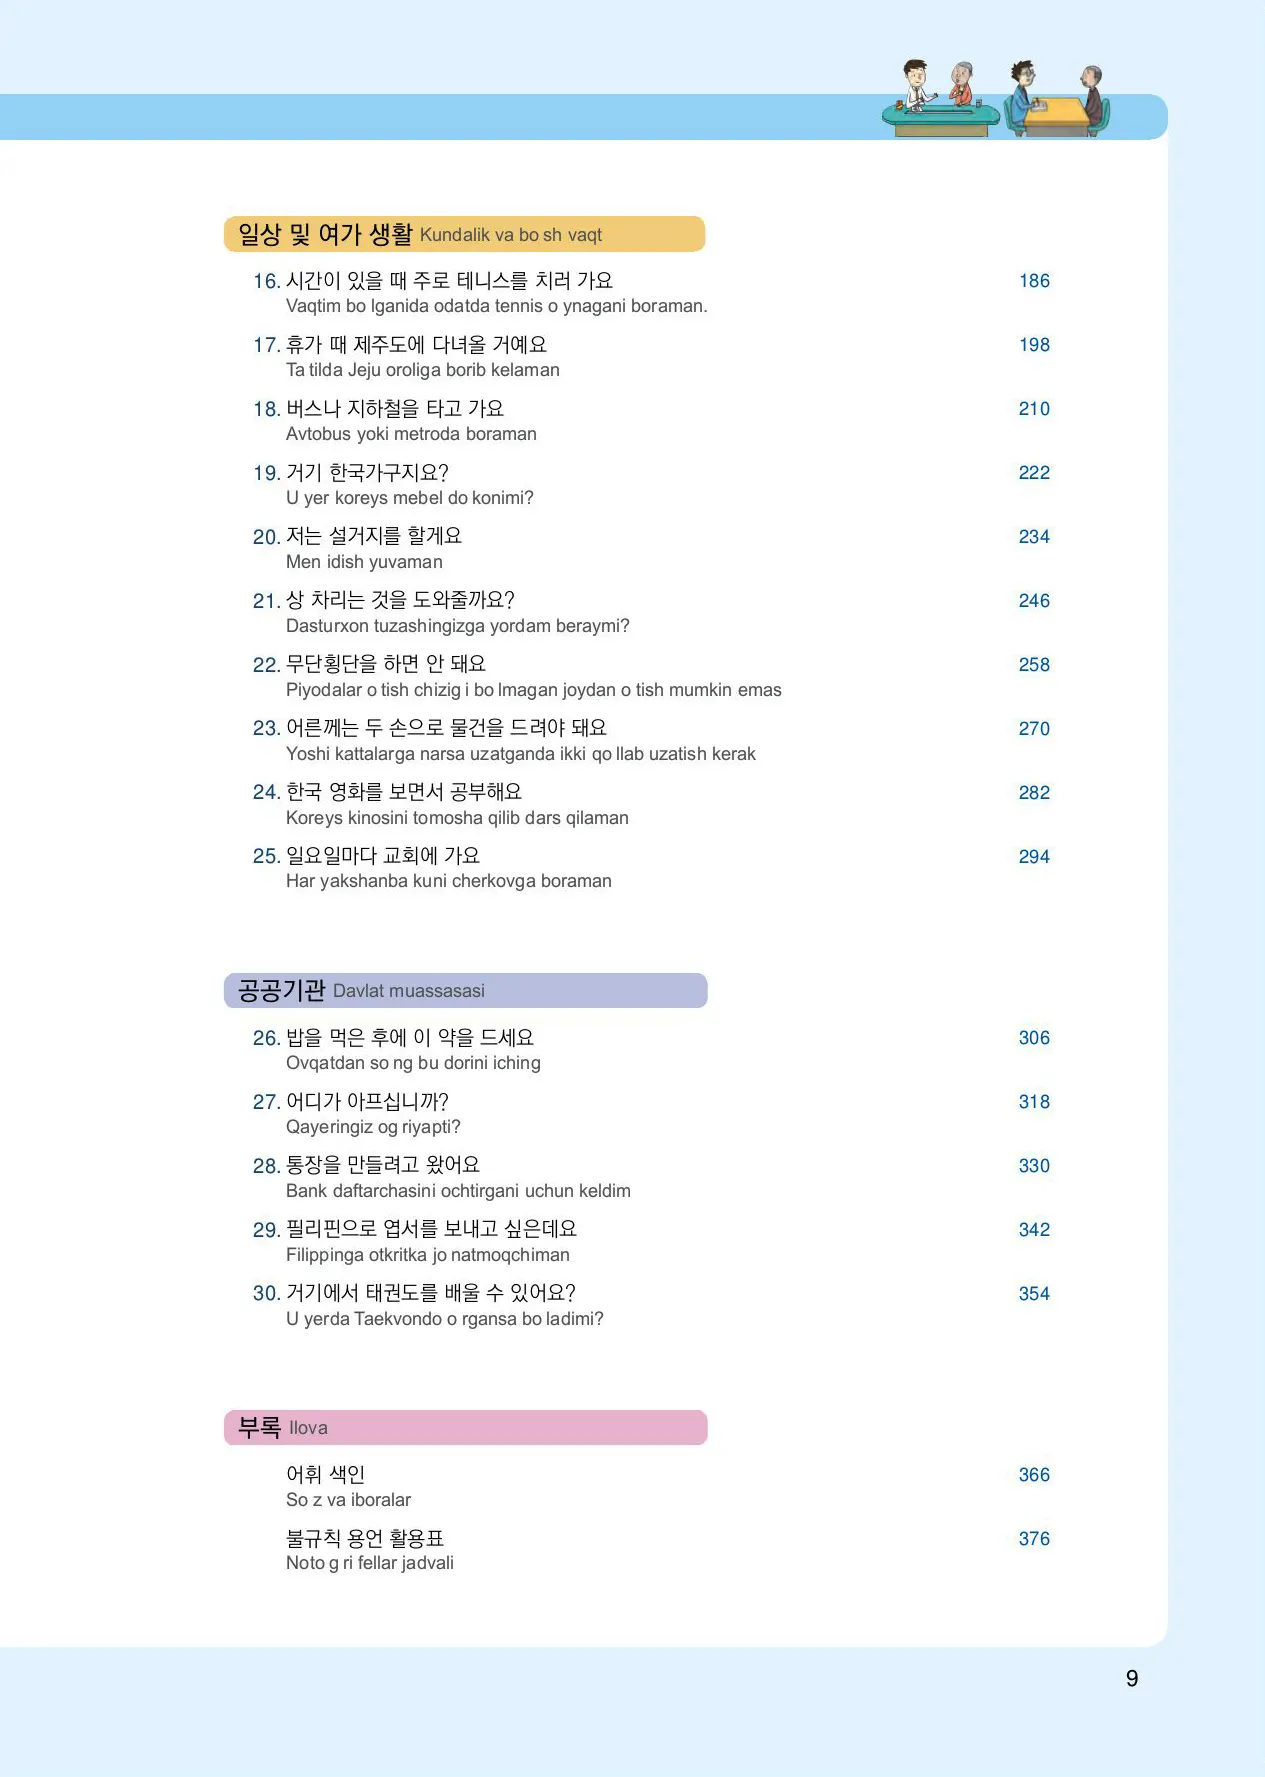 일상 및 여가 생활 Kundalik va bo sh vaqt
16. 시간이 있을 때 주로 테니스를 치러 가요 186
Vaqtim bo lganida odatda tennis o ynagani boraman.
17. 휴가 때 제주도에 다녀올 거예요 198
Ta tilda Jeju oroliga borib kelaman
18. 버스나 지하철을 타고 가요 210
Avtobus yoki metroda boraman
19. 거기 한국가구지요? 222
U yer koreys mebel do konimi?
20. 저는 설거지를 할게요 234
Men idish yuvaman
21. 상 차리는 것을 도와줄까요? 246
Dasturxon tuzashingizga yordam beraymi?
22. 무단횡단을 하면 안 돼요 258
Piyodalar o tish chizig i bo lmagan joydan o tish mumkin emas
23. 어른께는 두 손으로 물건을 드려야 돼요 270
Yoshi kattalarga narsa uzatganda ikki qo llab uzatish kerak
24. 한국 영화를 보면서 공부해요 282
Koreys kinosini tomosha qilib dars qilaman
25. 일요일마다 교회에 가요 294
Har yakshanba kuni cherkovga boraman
공공기관 Davlat muassasasi
26. 밥을 먹은 후에 이 약을 드세요 306
Ovqatdan so ng bu dorini iching
27. 어디가 아프십니까? 318
Qayeringiz og riyapti?
28. 통장을 만들려고 왔어요 330
Bank daftarchasini ochtirgani uchun keldim
29. 필리핀으로 엽서를 보내고 싶은데요 342
Filippinga otkritka jo natmoqchiman
30. 거기에서 태권도를 배울 수 있어요? 354
U yerda Taekvondo o rgansa bo ladimi?
부록 Ilova
어휘 색인 366
So z va iboralar
불규칙 용언 활용표 376
Noto g ri fellar jadvali
9